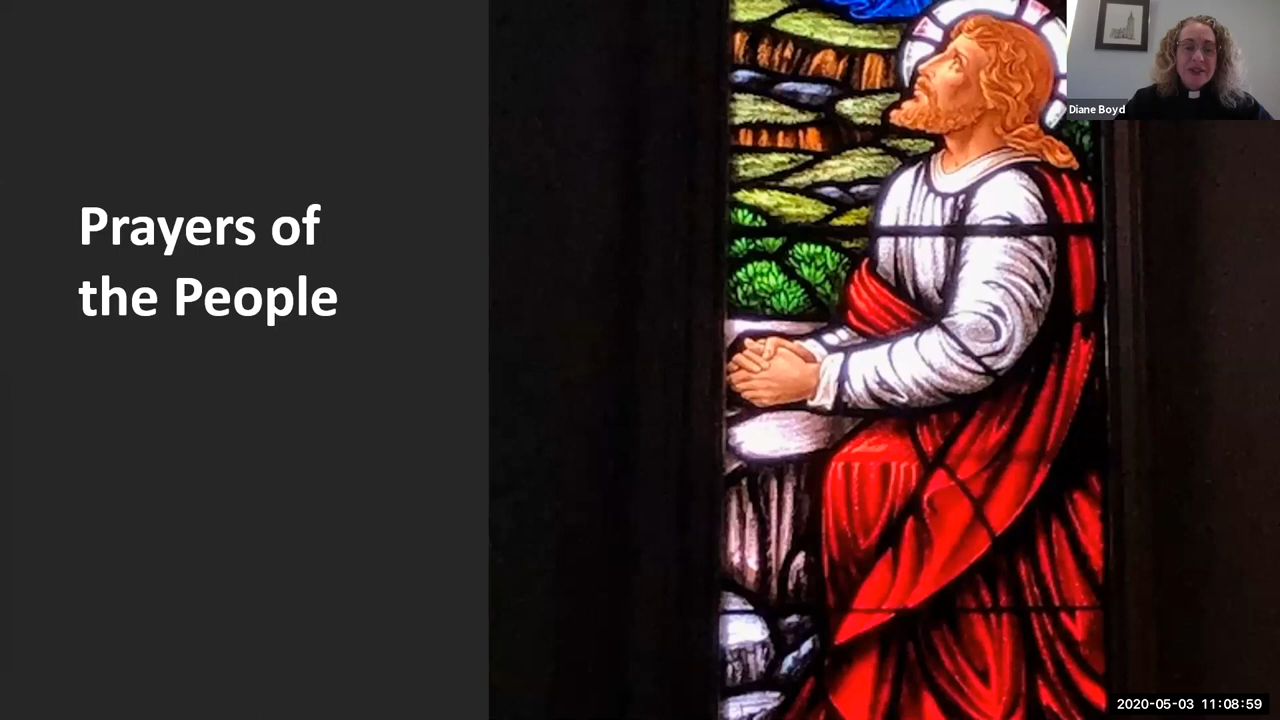 Prayers of
the People
Diane Boyd
2020-05-03 11:08:59